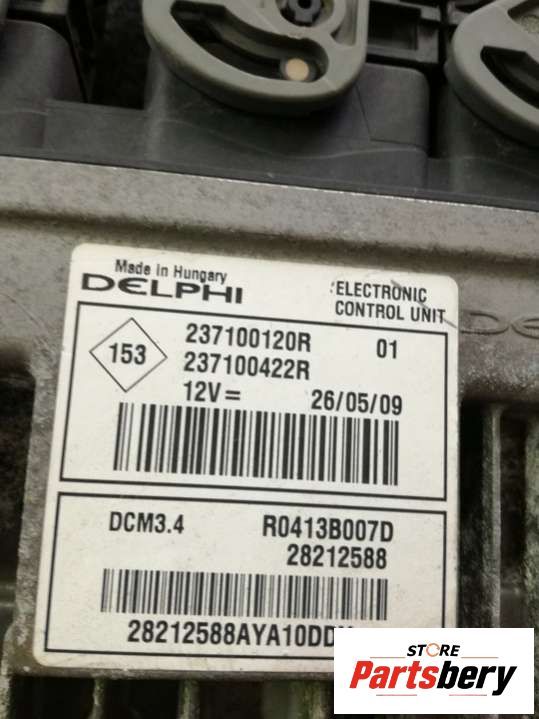 Made in Hungary
DELPHI
ELECTRONIC
CONTROL UNIT
153
237100120R 01
237100422R
12V= 26/05/09
DCM3.4 R0413B007D
28212588
STORE
Partsbery